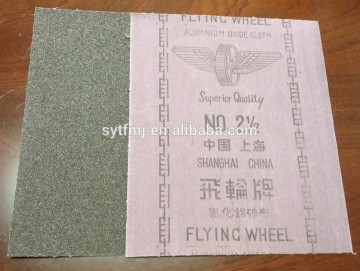 FLYING WHEEL
ALUMINIUM OXIDE CLOTH
Superior Quality
NO. 2½
sytfmj.en.alibaba.com
中国 上海
SHANGHAI CHINA
飛輪牌
氧化鋁砂布
FLYING WHEEL